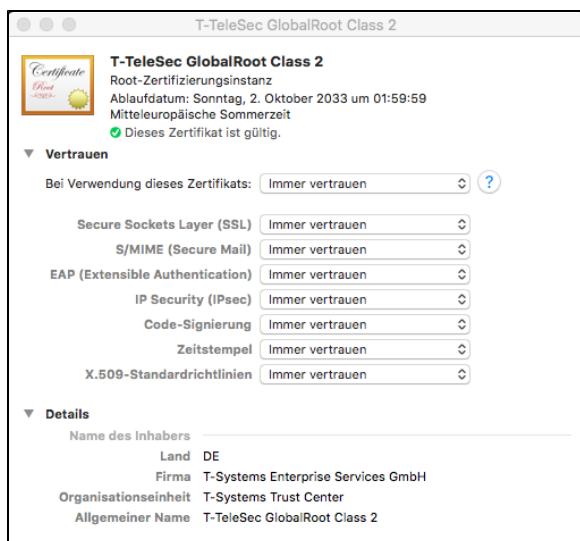 T-TeleSec GlobalRoot Class 2
Certificate
Root
T-TeleSec GlobalRoot Class 2
Root-Zertifizierungsinstanz
Ablaufdatum: Sonntag, 2. Oktober 2033 um 01:59:59
Mitteleuropäische Sommerzeit
Dieses Zertifikat ist gültig.
Vertrauen
Bei Verwendung dieses Zertifikats: Immer vertrauen ?
Secure Sockets Layer (SSL) Immer vertrauen
S/MIME (Secure Mail) Immer vertrauen
EAP (Extensible Authentication) Immer vertrauen
IP Security (IPsec) Immer vertrauen
Code-Signierung Immer vertrauen
Zeitstempel Immer vertrauen
X.509-Standardrichtlinien Immer vertrauen
Details
Name des Inhabers
Land DE
Firma T-Systems Enterprise Services GmbH
Organisationseinheit T-Systems Trust Center
Allgemeiner Name T-TeleSec GlobalRoot Class 2